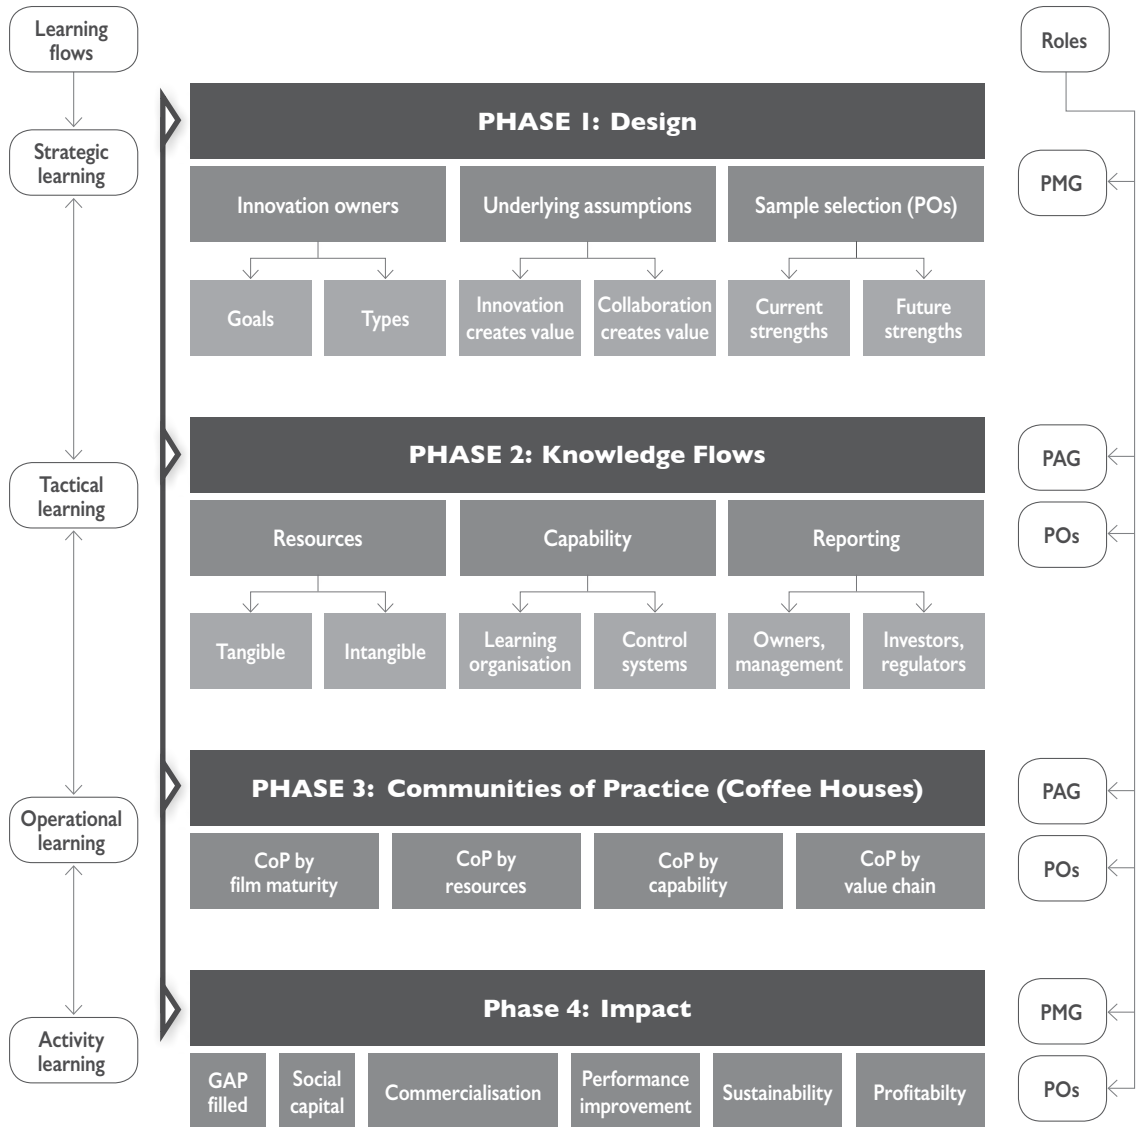 Learning
flows
Roles
PHASE 1: Design
Strategic
learning
PMG
Innovation owners
Underlying assumptions
Sample selection (POs)
Goals
Types
Innovation
creates value
Collaboration
creates value
Current
strengths
Future
strengths
PHASE 2: Knowledge Flows
Tactical
learning
PAG
POs
Resources
Capability
Reporting
Tangible
Intangible
Learning
organisation
Control
systems
Owners,
management
Investors,
regulators
PHASE 3: Communities of Practice (Coffee Houses)
Operational
learning
PAG
POs
CoP by
film maturity
CoP by
resources
CoP by
capability
CoP by
value chain
Phase 4: Impact
Activity
learning
PMG
POs
GAP
filled
Social
capital
Commercialisation
Performance
improvement
Sustainability
Profitabilty